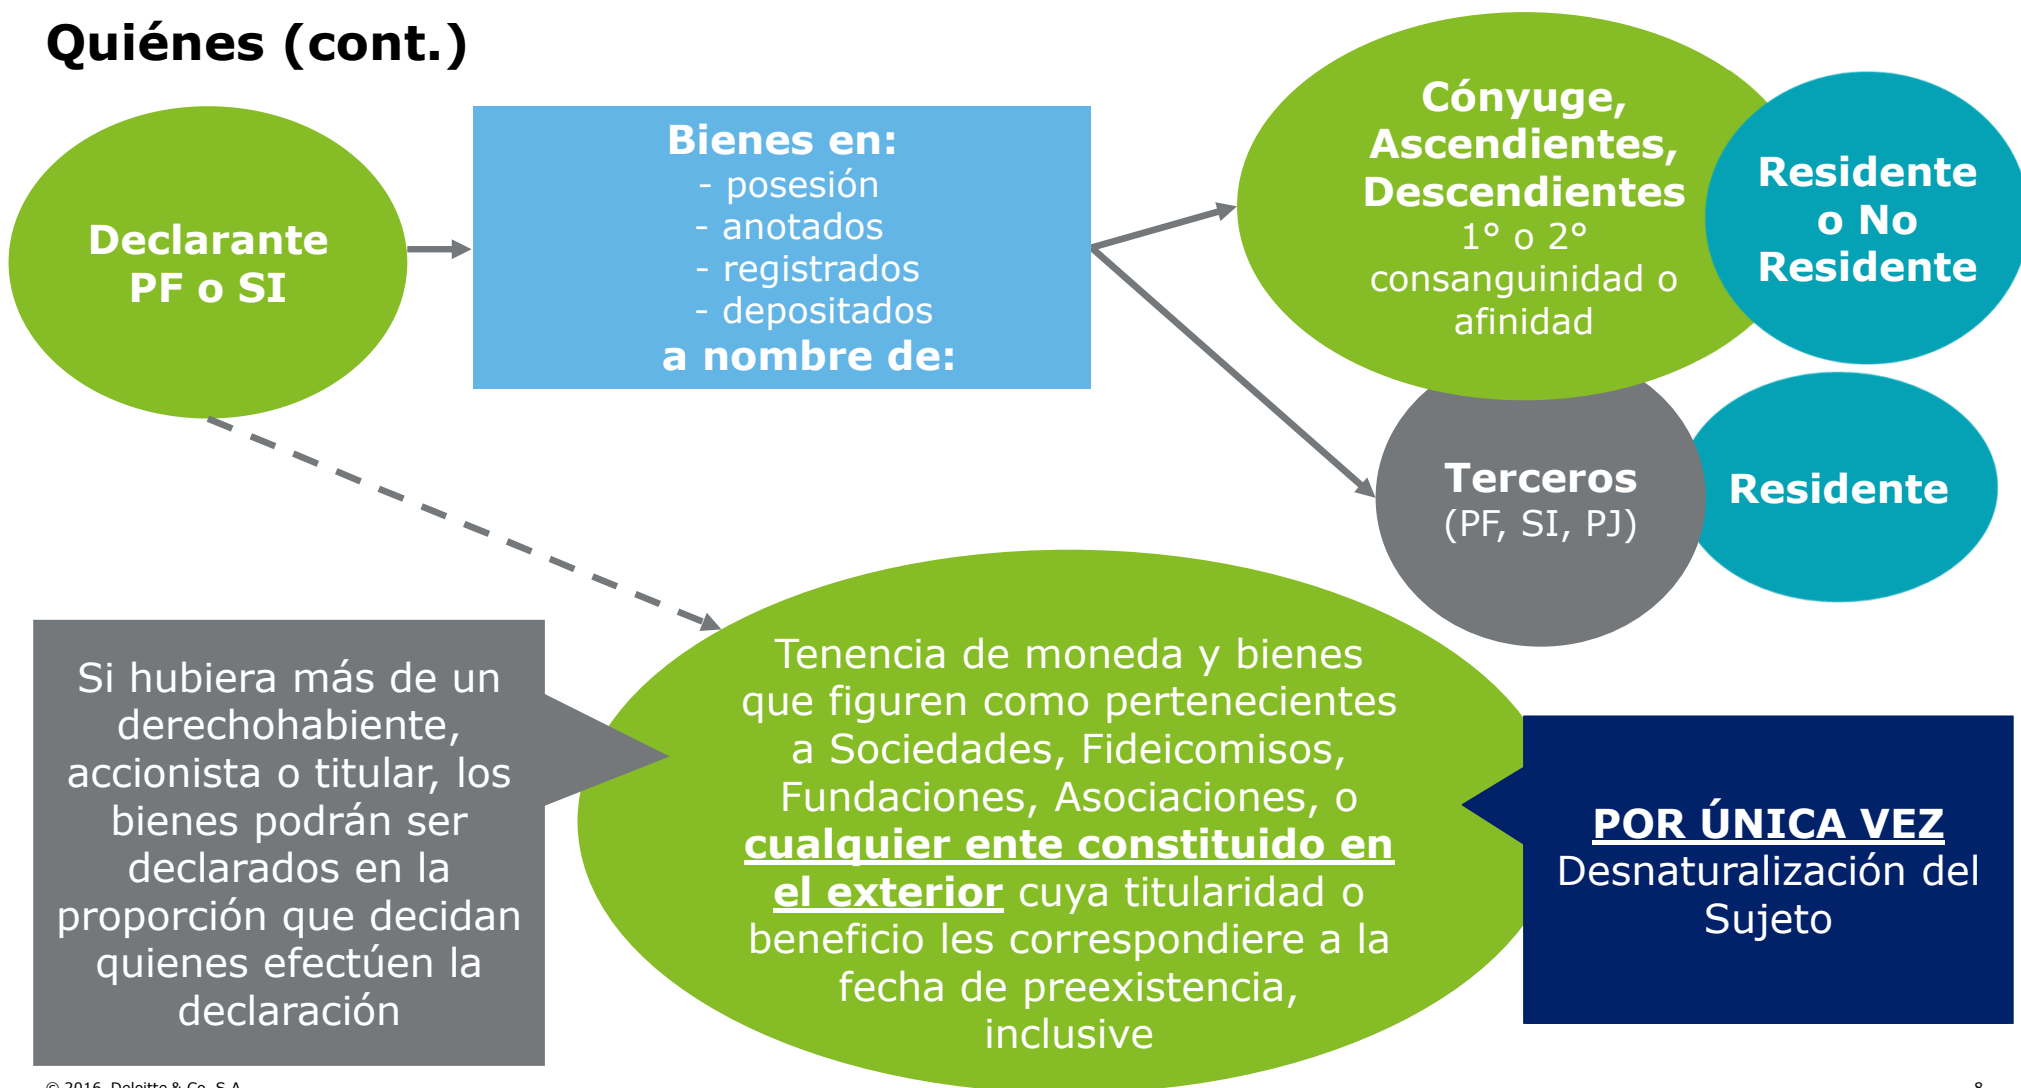 Quiénes (cont.)
Declarante
PF o SI
Bienes en:
- posesión
- anotados
- registrados
- depositados
a nombre de:
Cónyuge,
Ascendientes,
Descendientes
1° o 2°
consanguinidad o
afinidad
Residente
o No
Residente
Terceros
(PF, SI, PJ)
Residente
Si hubiera más de un
derechohabiente,
accionista o titular, los
bienes podrán ser
declarados en la
proporción que decidan
quienes efectúen la
declaración
Tenencia de moneda y bienes
que figuren como pertenecientes
a Sociedades, Fideicomisos,
Fundaciones, Asociaciones, o
cualquier ente constituido en
el exterior cuya titularidad o
beneficio les correspondiere a la
fecha de preexistencia,
inclusive
POR ÚNICA VEZ
Desnaturalización del
Sujeto
© 2016. Deloitte & Co. S.A.
8